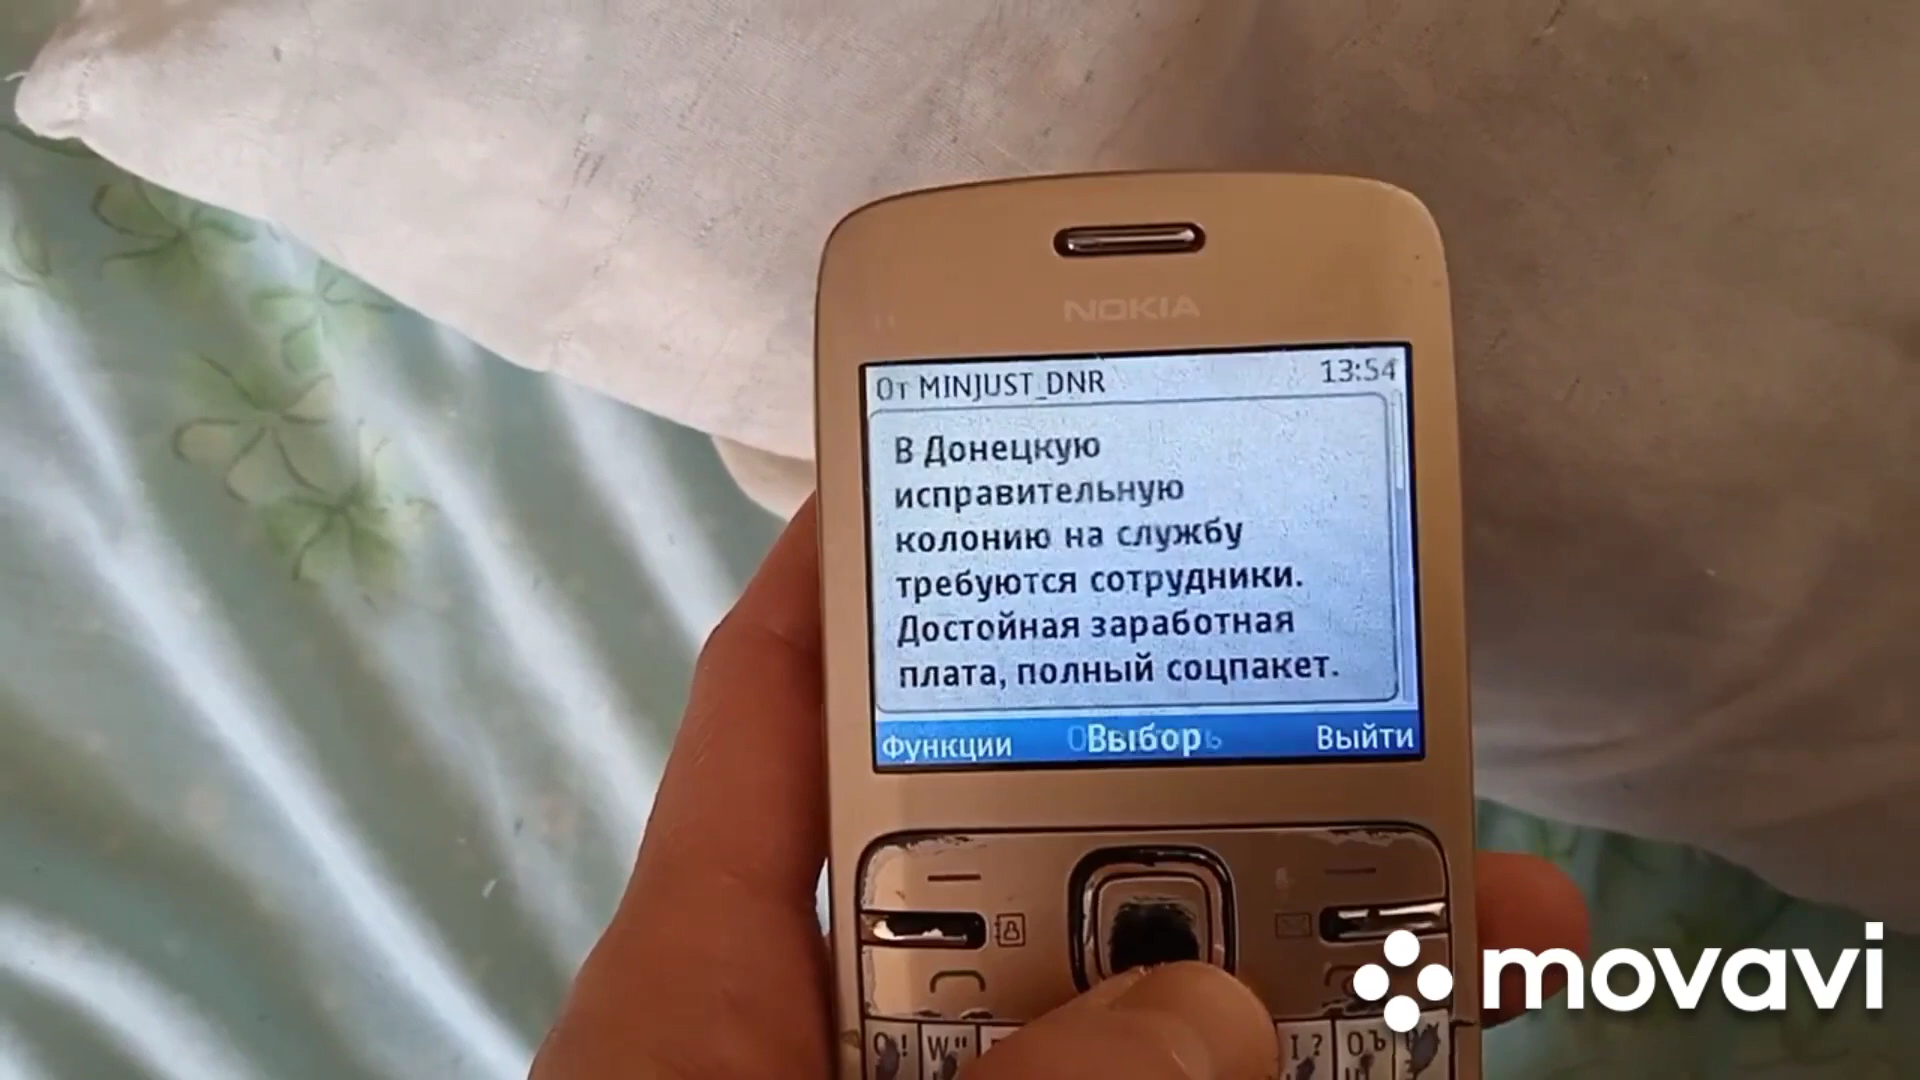 NOKIA
От MINJUST_DNR 13:54
В Донецкую
исправительную
колонию на службу
требуются сотрудники.
Достойная заработная
плата, полный соцпакет.
Функции Выбор Выйти
movavi